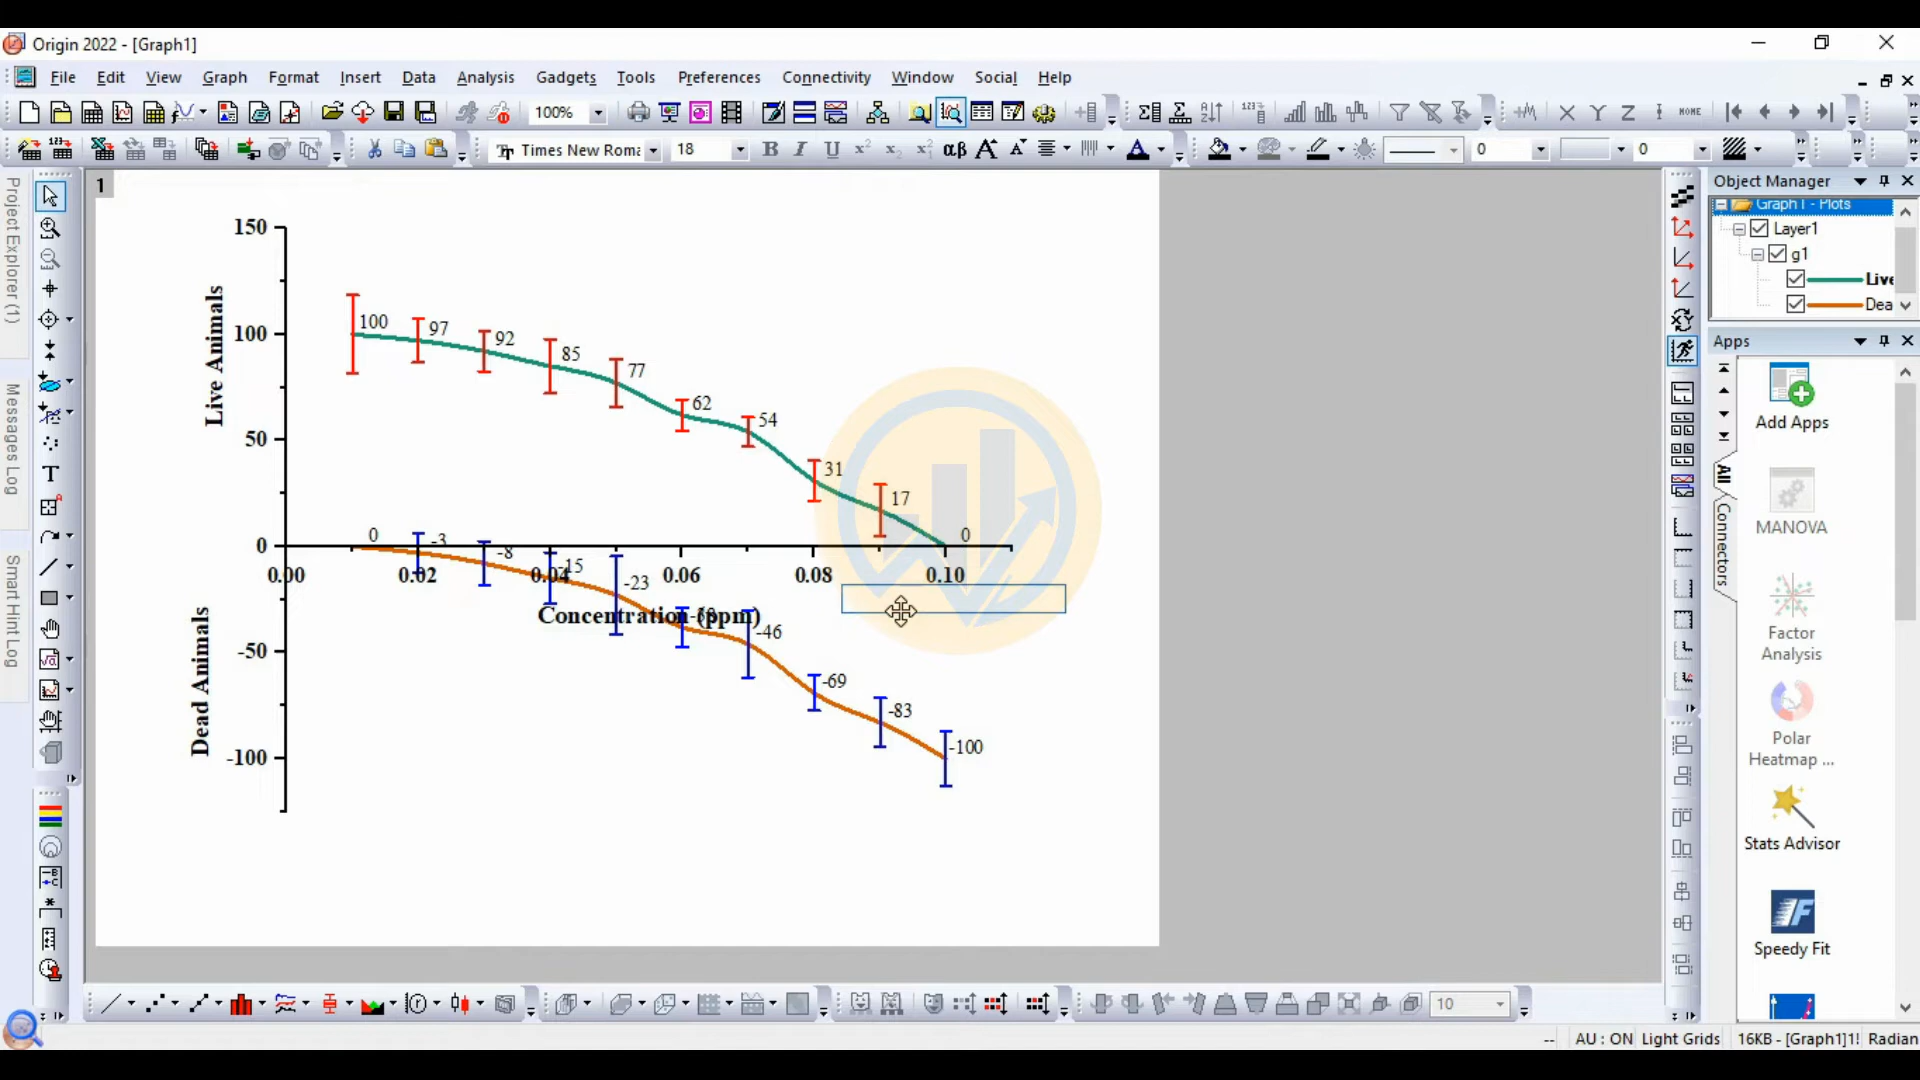 Origin 2022 - [Graph1]
File Edit View Graph Format Insert Data Analysis Gadgets Tools Preferences Connectivity Window Social Help
100%
Times New Roma 18 B I U αβ A A A 0 0
Project Explorer (1)
Messages Log
Smart Hint Log
1
150
100
50
0
-50
-100
Live Animals
Dead Animals
100
97
92
85
77
62
54
31
17
0
0
-3
-8
-15
-23
-38
-46
-69
-83
-100
0.00 0.02 0.04 0.06 0.08 0.10
Concentration (ppm)
Object Manager
Graph1 - Plots
Layer1
g1
Live
Dea
Apps
All
Connectors
Add Apps
MANOVA
Factor
Analysis
Polar
Heatmap ...
Stats Advisor
Speedy Fit
10
-- AU : ON Light Grids 16KB - [Graph1]1! Radian